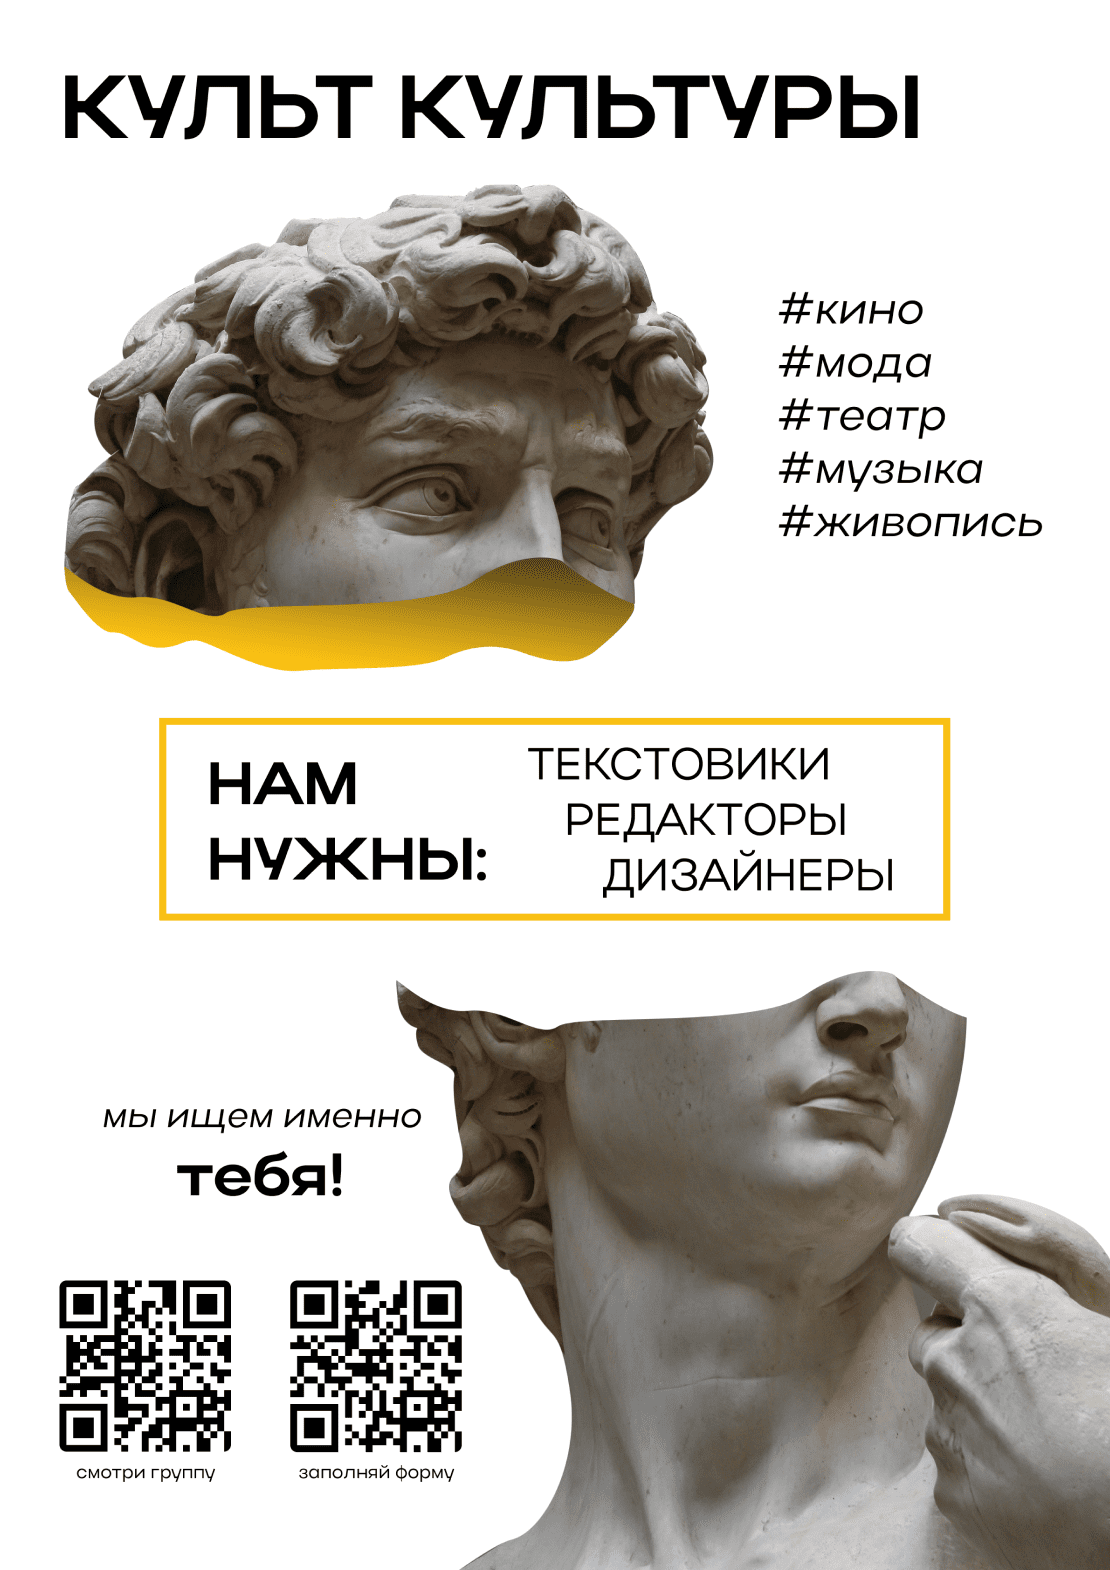 КУЛЬТ КУЛЬТУРЫ
#кино
#мода
#театр
#музыка
#живопись
НАМ
НУЖНЫ:
ТЕКСТОВИКИ
РЕДАКТОРЫ
ДИЗАЙНЕРЫ
мы ищем именно
тебя!
смотри группу
заполняй форму